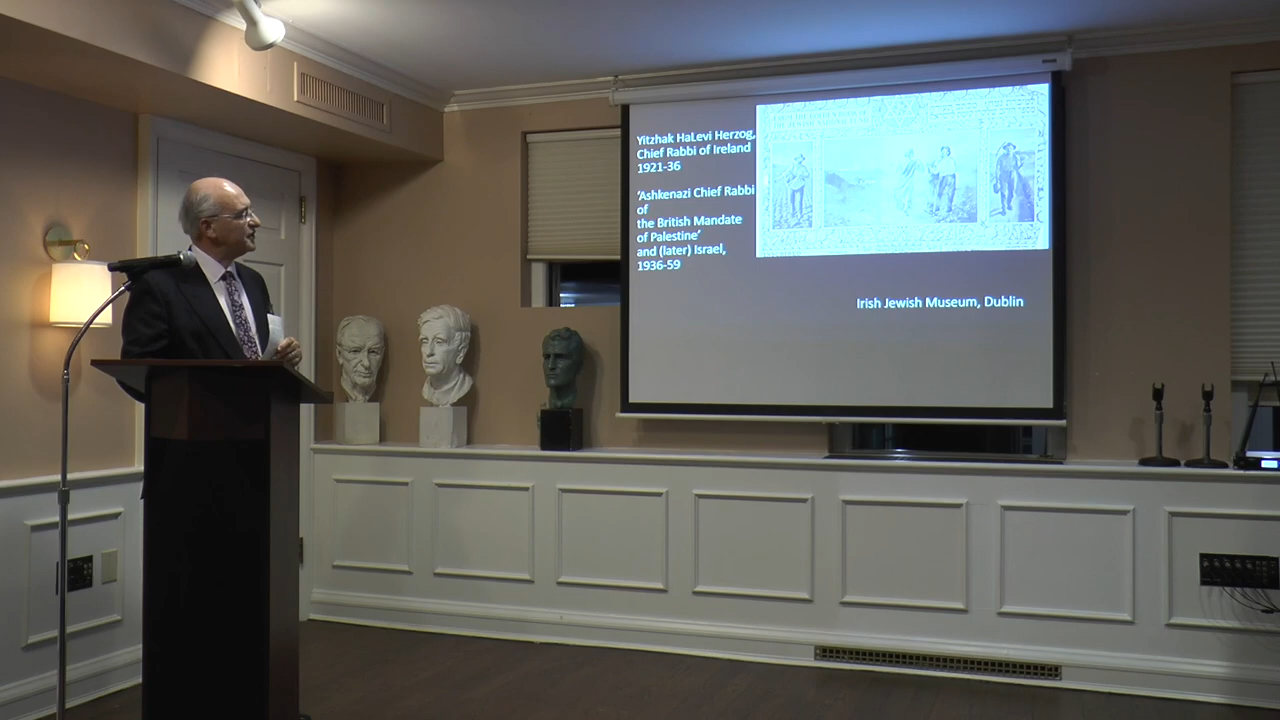 Yitzhak HaLevi Herzog,
Chief Rabbi of Ireland
1921-36
'Ashkenazi Chief Rabbi
of
the British Mandate
of Palestine'
and (later) Israel,
1936-59
Irish Jewish Museum, Dublin